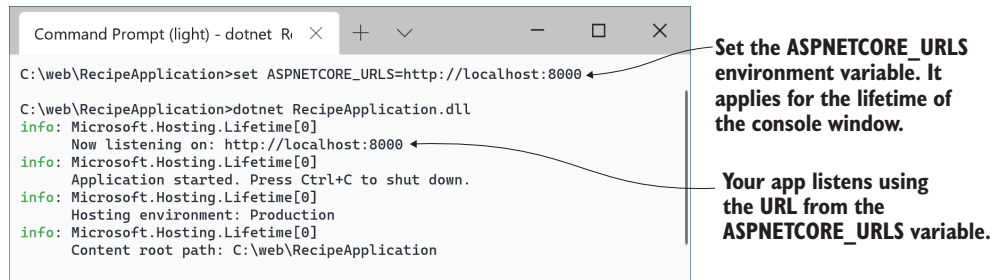 Command Prompt (light) - dotnet
C:\web\RecipeApplication>set ASPNETCORE_URLS=http://localhost:8000
C:\web\RecipeApplication>dotnet RecipeApplication.dll
info: Microsoft.Hosting.Lifetime[0]
Now listening on: http://localhost:8000
info: Microsoft.Hosting.Lifetime[0]
Application started. Press Ctrl+C to shut down.
info: Microsoft.Hosting.Lifetime[0]
Hosting environment: Production
info: Microsoft.Hosting.Lifetime[0]
Content root path: C:\web\RecipeApplication
Set the ASPNETCORE_URLS
environment variable. It
applies for the lifetime of
the console window.
Your app listens using
the URL from the
ASPNETCORE_URLS variable.